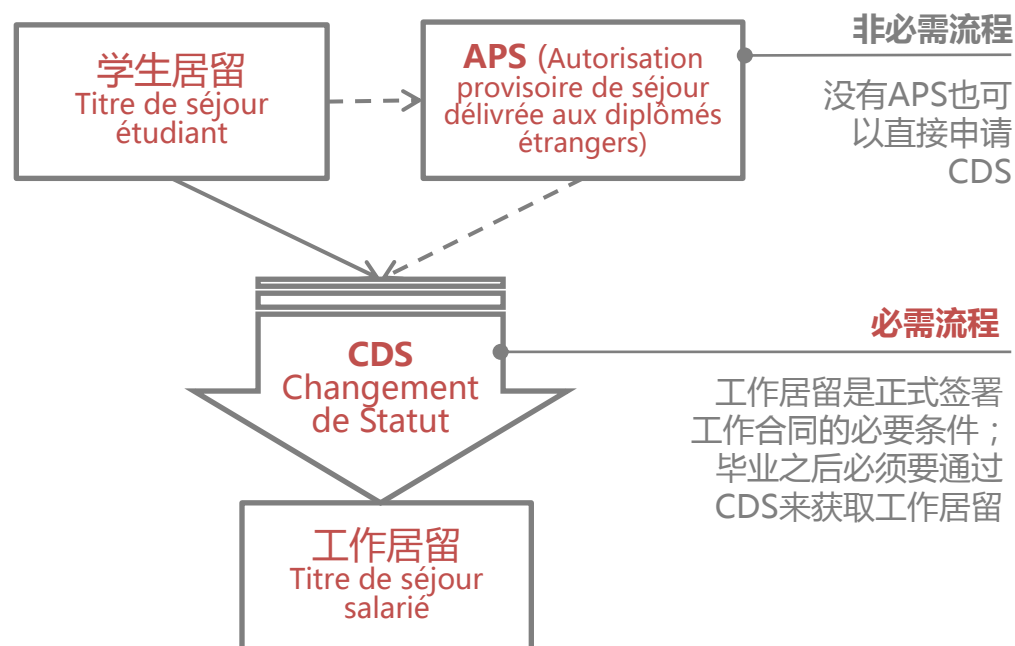 学生居留
Titre de séjour
étudiant
APS (Autorisation
provisoire de séjour
délivrée aux diplômés
étrangers)
非必需流程
没有APS也可
以直接申请
CDS
CDS
Changement
de Statut
必需流程
工作居留是正式签署
工作合同的必要条件；
毕业之后必须要通过
CDS来获取工作居留
工作居留
Titre de séjour
salarié